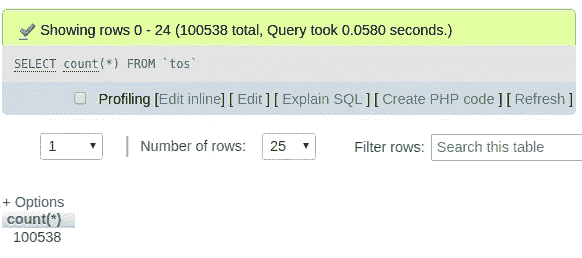 Showing rows 0 - 24 (100538 total, Query took 0.0580 seconds.)
SELECT count(*) FROM `tos`
Profiling [Edit inline] [ Edit ] [ Explain SQL ] [ Create PHP code ] [ Refresh ]
1 Number of rows: 25 Filter rows: Search this table
+ Options
count(*)
100538